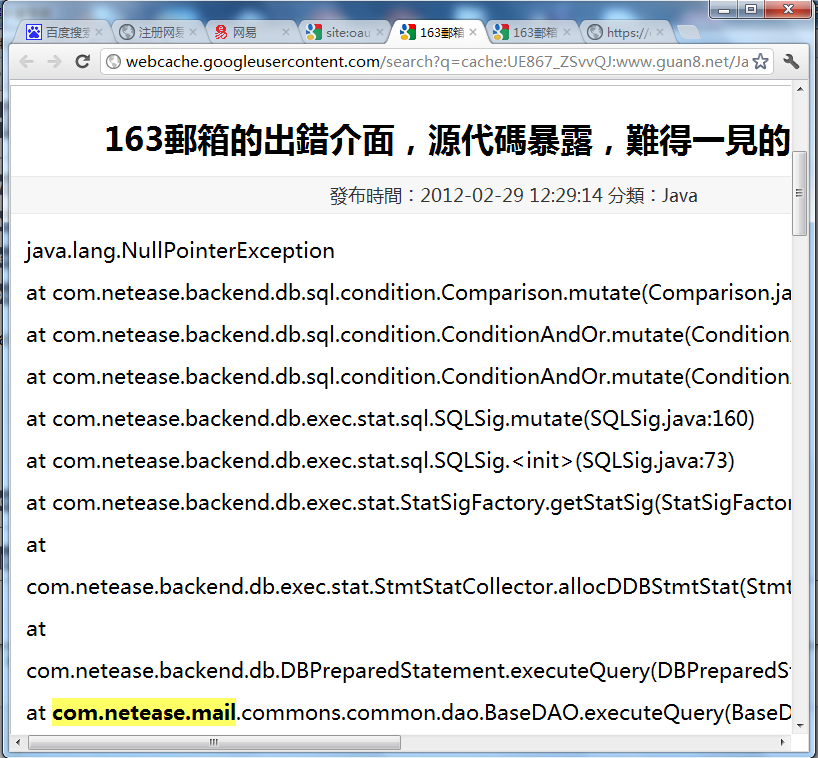 百度搜索
注册网易
网易
site:oau
163郵箱
163郵箱
https://
webcache.googleusercontent.com/search?q=cache:UE867_ZSvvQJ:www.guan8.net/Ja
163郵箱的出錯介面，源代碼暴露，難得一見的
發布時間：2012-02-29 12:29:14 分類：Java
java.lang.NullPointerException
at com.netease.backend.db.sql.condition.Comparison.mutate(Comparison.ja
at com.netease.backend.db.sql.condition.ConditionAndOr.mutate(Condition
at com.netease.backend.db.sql.condition.ConditionAndOr.mutate(Condition
at com.netease.backend.db.exec.stat.sql.SQLSig.mutate(SQLSig.java:160)
at com.netease.backend.db.exec.stat.sql.SQLSig.<init>(SQLSig.java:73)
at com.netease.backend.db.exec.stat.StatSigFactory.getStatSig(StatSigFactor
at
com.netease.backend.db.exec.stat.StmtStatCollector.allocDDBStmtStat(Stmt
at
com.netease.backend.db.DBPreparedStatement.executeQuery(DBPreparedSt
at com.netease.mail.commons.common.dao.BaseDAO.executeQuery(BaseD